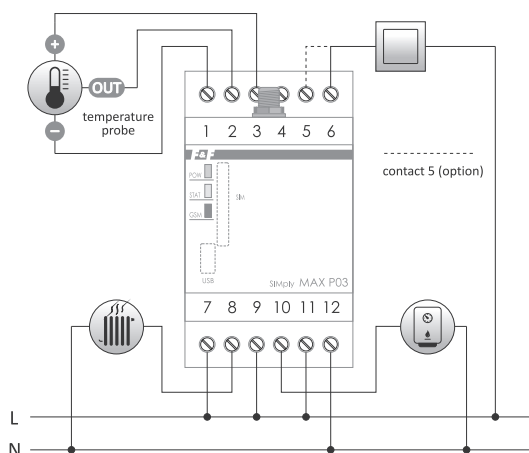 +
OUT
temperature
probe
−
1 2 3 4 5 6
contact 5 (option)
F&F
POW
STAT
GSM
SIM
USB
SIMply MAX P03
7 8 9 10 11 12
L
N